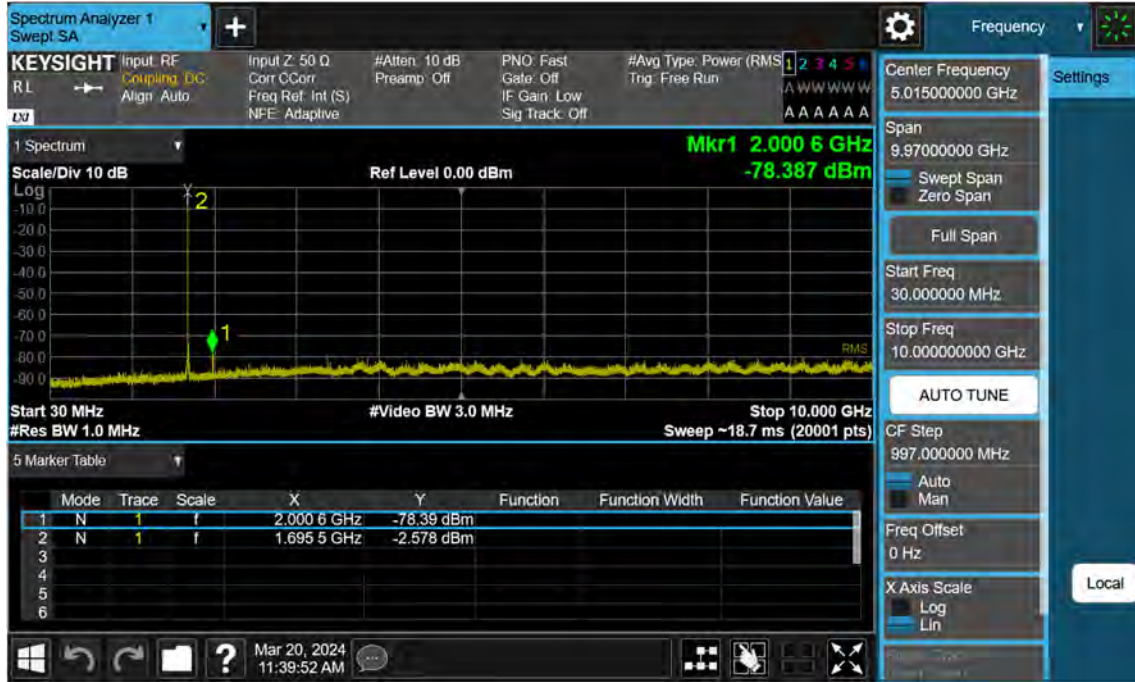 Spectrum Analyzer 1
Swept SA
+
Frequency
KEYSIGHT
RL
LXI
Input: RF
Coupling: DC
Align: Auto
Input Z: 50 Ω
Corr CCorr
Freq Ref: Int (S)
NFE: Adaptive
#Atten: 10 dB
Preamp: Off
PNO: Fast
Gate: Off
IF Gain: Low
Sig Track: Off
#Avg Type: Power (RMS
Trig: Free Run
1 2 3 4 5 6
A W W W W W
A A A A A A
1 Spectrum
Scale/Div 10 dB
Ref Level 0.00 dBm
Mkr1 2.000 6 GHz
-78.387 dBm
Log
-10.0
-20.0
-30.0
-40.0
-50.0
-60.0
-70.0
-80.0
-90.0
2
1
RMS
Start 30 MHz
#Res BW 1.0 MHz
#Video BW 3.0 MHz
Stop 10.000 GHz
Sweep ~18.7 ms (20001 pts)
5 Marker Table
Mode Trace Scale X Y Function Function Width Function Value
1 N 1 f 2.000 6 GHz -78.39 dBm
2 N 1 f 1.695 5 GHz -2.578 dBm
3
4
5
6
Mar 20, 2024
11:39:52 AM
?
Center Frequency
5.015000000 GHz
Settings
Span
9.97000000 GHz
Swept Span
Zero Span
Full Span
Start Freq
30.000000 MHz
Stop Freq
10.000000000 GHz
AUTO TUNE
CF Step
997.000000 MHz
Auto
Man
Freq Offset
0 Hz
X Axis Scale
Log
Lin
Local